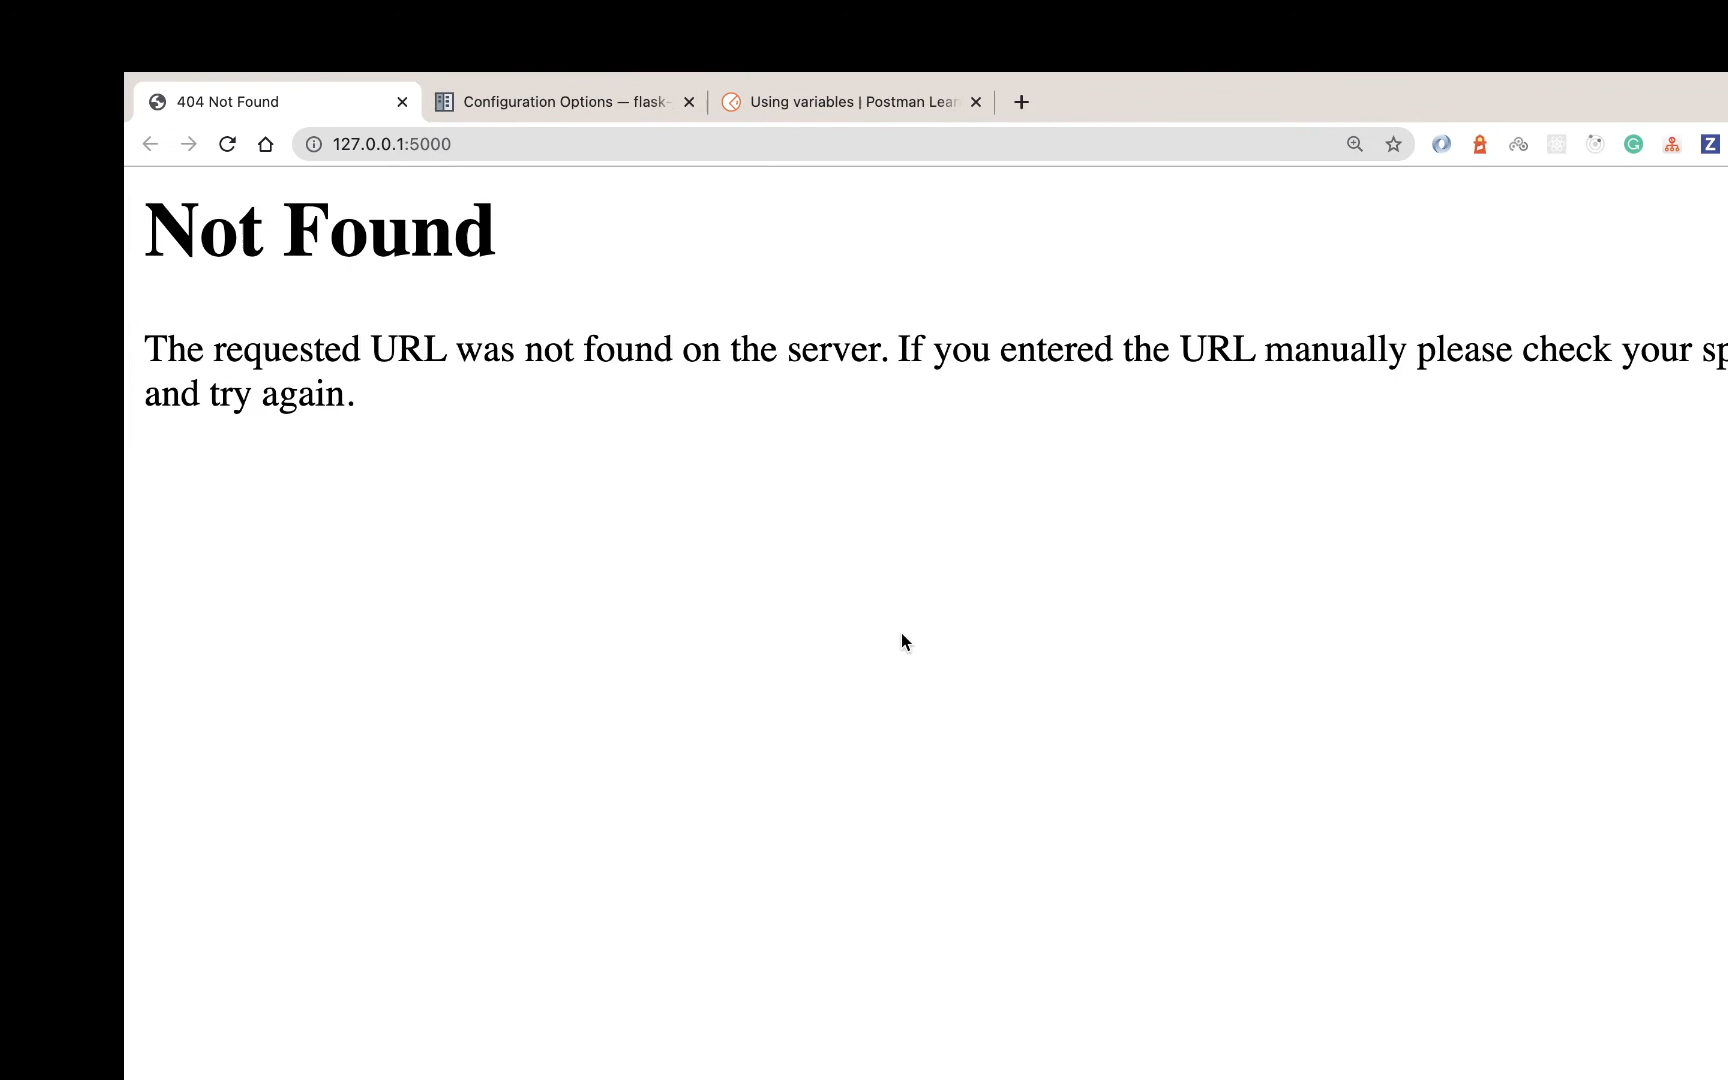 404 Not Found
Configuration Options — flask-
Using variables | Postman Lear
127.0.0.1:5000
Z
Not Found
The requested URL was not found on the server. If you entered the URL manually please check your sp
and try again.